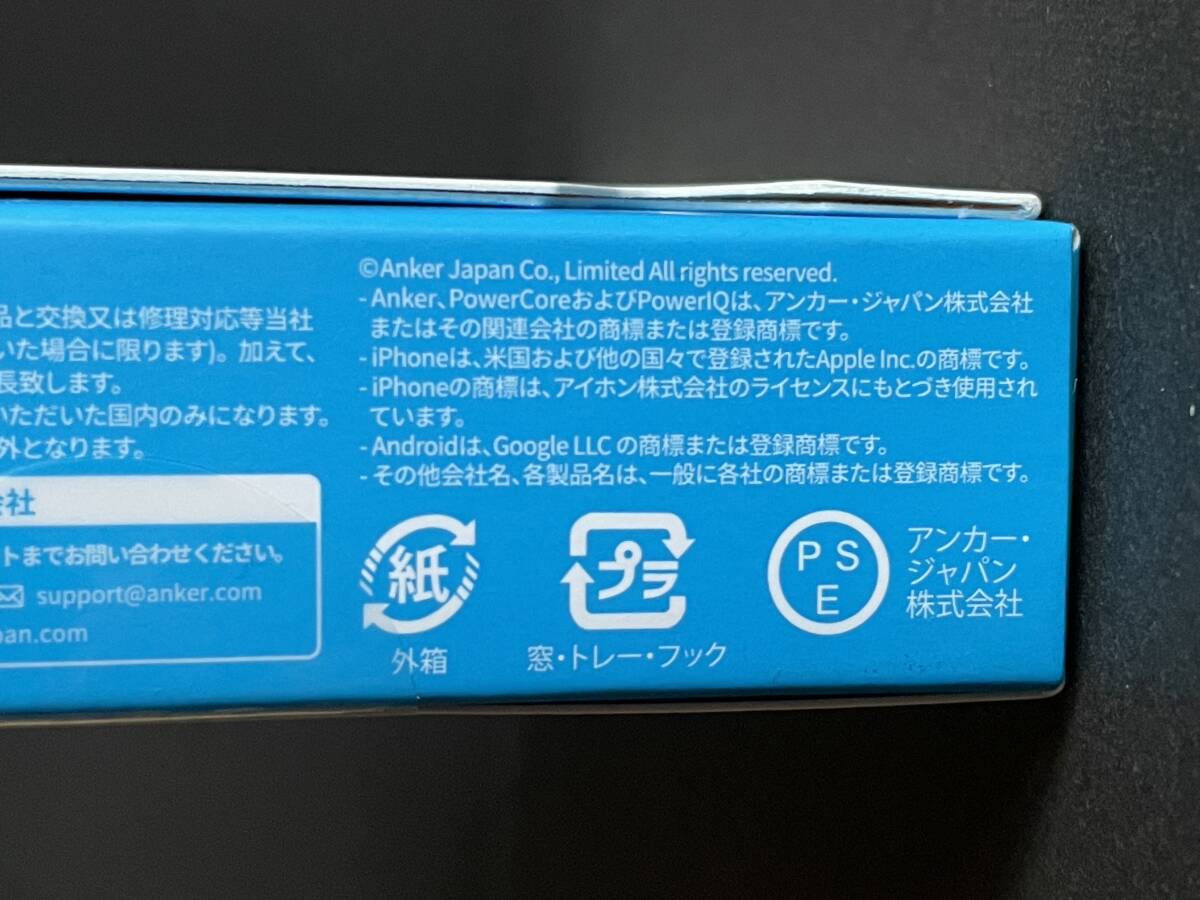 品と交換又は修理対応等当社
いた場合に限ります)。加えて、
長致します。
いただいた国内のみになります。
外となります。
会社
ートまでお問い合わせください。
support@anker.com
pan.com
©Anker Japan Co., Limited All rights reserved.
- Anker、PowerCoreおよびPowerIQは、アンカー・ジャパン株式会社
またはその関連会社の商標または登録商標です。
- iPhoneは、米国および他の国々で登録されたApple Inc.の商標です。
- iPhoneの商標は、アイホン株式会社のライセンスにもとづき使用され
ています。
- Androidは、Google LLC の商標または登録商標です。
- その他会社名、各製品名は、一般に各社の商標または登録商標です。
紙
外箱
プラ
窓・トレー・フック
P S
E
アンカー・
ジャパン
株式会社